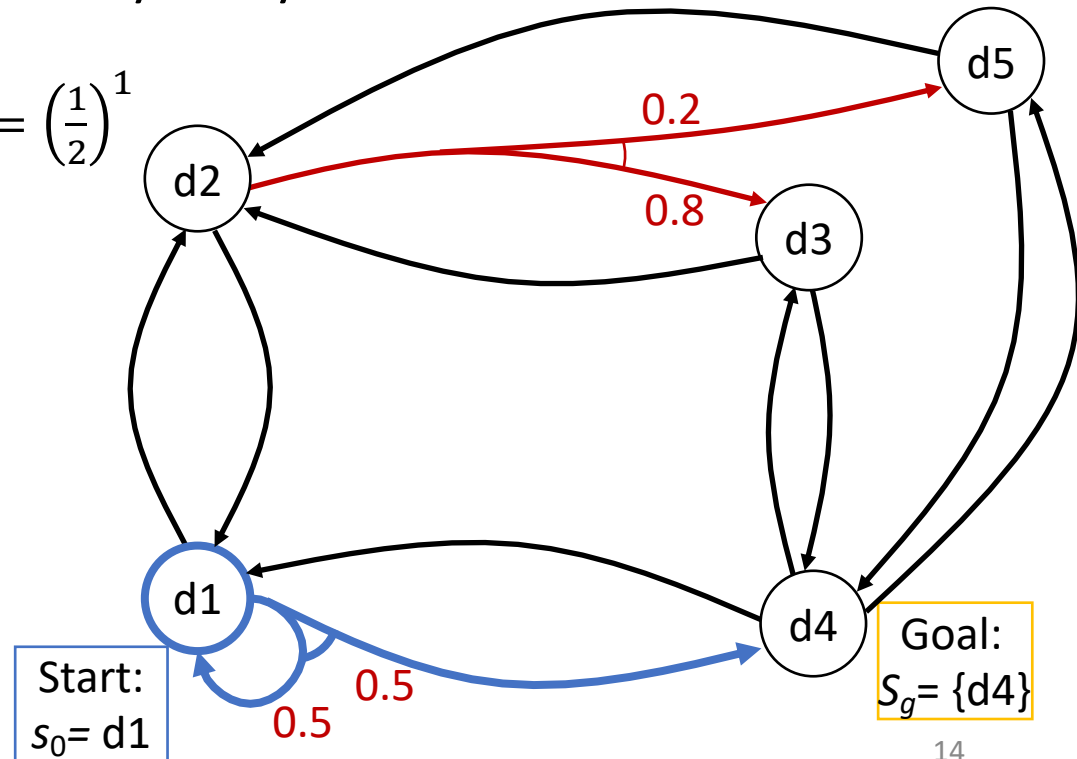 = (1/2)^1
d5
0.2
d2
0.8
d3
d1
d4
0.5
0.5
Start:
s₀= d1
Goal:
S_g= {d4}
14